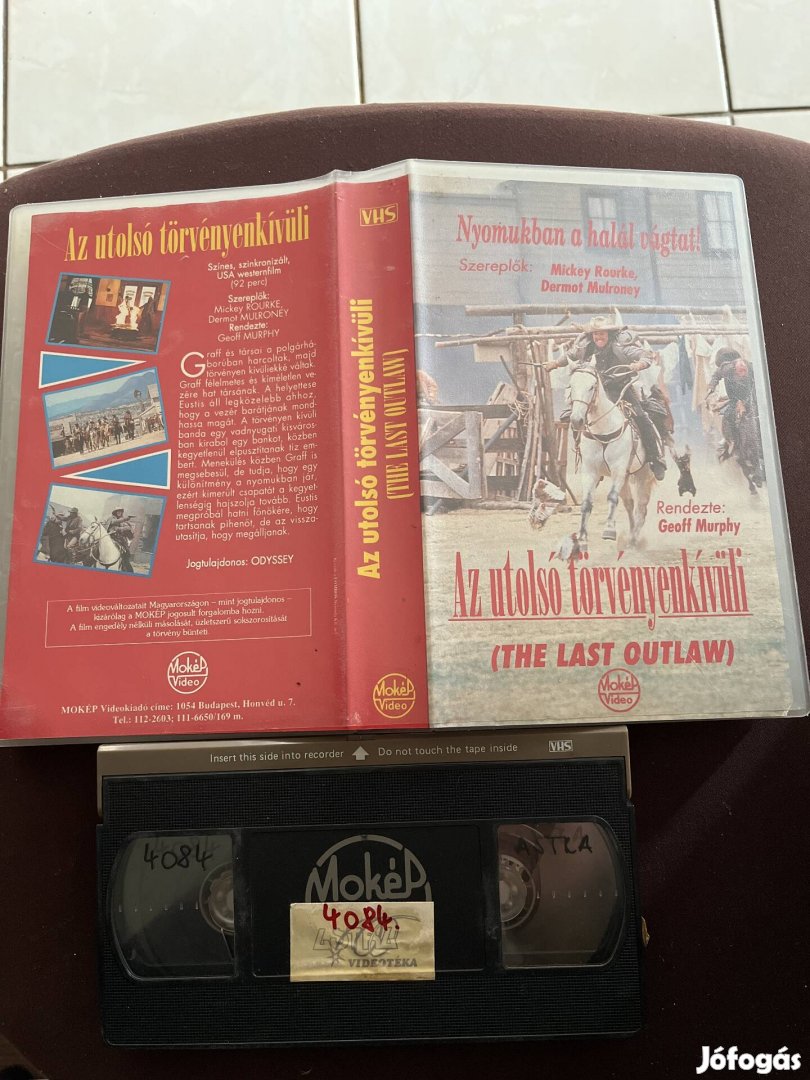 Az utolsó törvényenkívüli
Színes, szinkronizált,
USA westernfilm
(92 perc)
Szereplők:
Mickey ROURKE,
Dermot MULRONEY
Rendezte:
Geoff MURPHY
Graff és társai a polgárhá-
borúban harcoltak, majd
törvényen kívüliekké váltak.
Graff félelmetes és kíméletlen ve-
zére hat társának. A helyettese
Eustis áll legközelebb ahhoz,
hogy a vezér barátjának mond-
hassa magát. A törvényen kívüli
banda egy vadnyugati kisváros-
ban kirabol egy bankot, közben
kegyetlenül elpusztítanak tíz em-
bert. Menekülés közben Graff is
megsebesül, de tudja, hogy egy
különítmény a nyomukban jár,
ezért kimerült csapatát a kegyet-
lenségig hajszolja tovább. Eustis
megpróbál hatni főnökére, hogy
tartsanak pihenőt, de az vissza-
utasítja, hogy megálljanak.
Jogtulajdonos: ODYSSEY
A film videováltozatait Magyarországon – mint jogtulajdonos –
kizárólag a MOKÉP jogosult forgalomba hozni.
A film engedély nélküli másolását, üzletszerű sokszorosítását
a törvény bünteti.
Mokép
Video
MOKÉP Videokiadó címe: 1054 Budapest, Honvéd u. 7.
Tel.: 112-2603; 111-6650/169 m.
VHS
Az utolsó törvényenkívüli
(THE LAST OUTLAW)
Mokép
Video
Nyomukban a halál vágtat!
Szereplők: Mickey Rourke,
Dermot Mulroney
Rendezte:
Geoff Murphy
Az utolsó törvényenkívüli
(THE LAST OUTLAW)
Mokép
Video
Insert this side into recorder Do not touch the tape inside VHS
4084
Mokép
ASTRA
4084.
VIDEOTÉKA
Jófogás